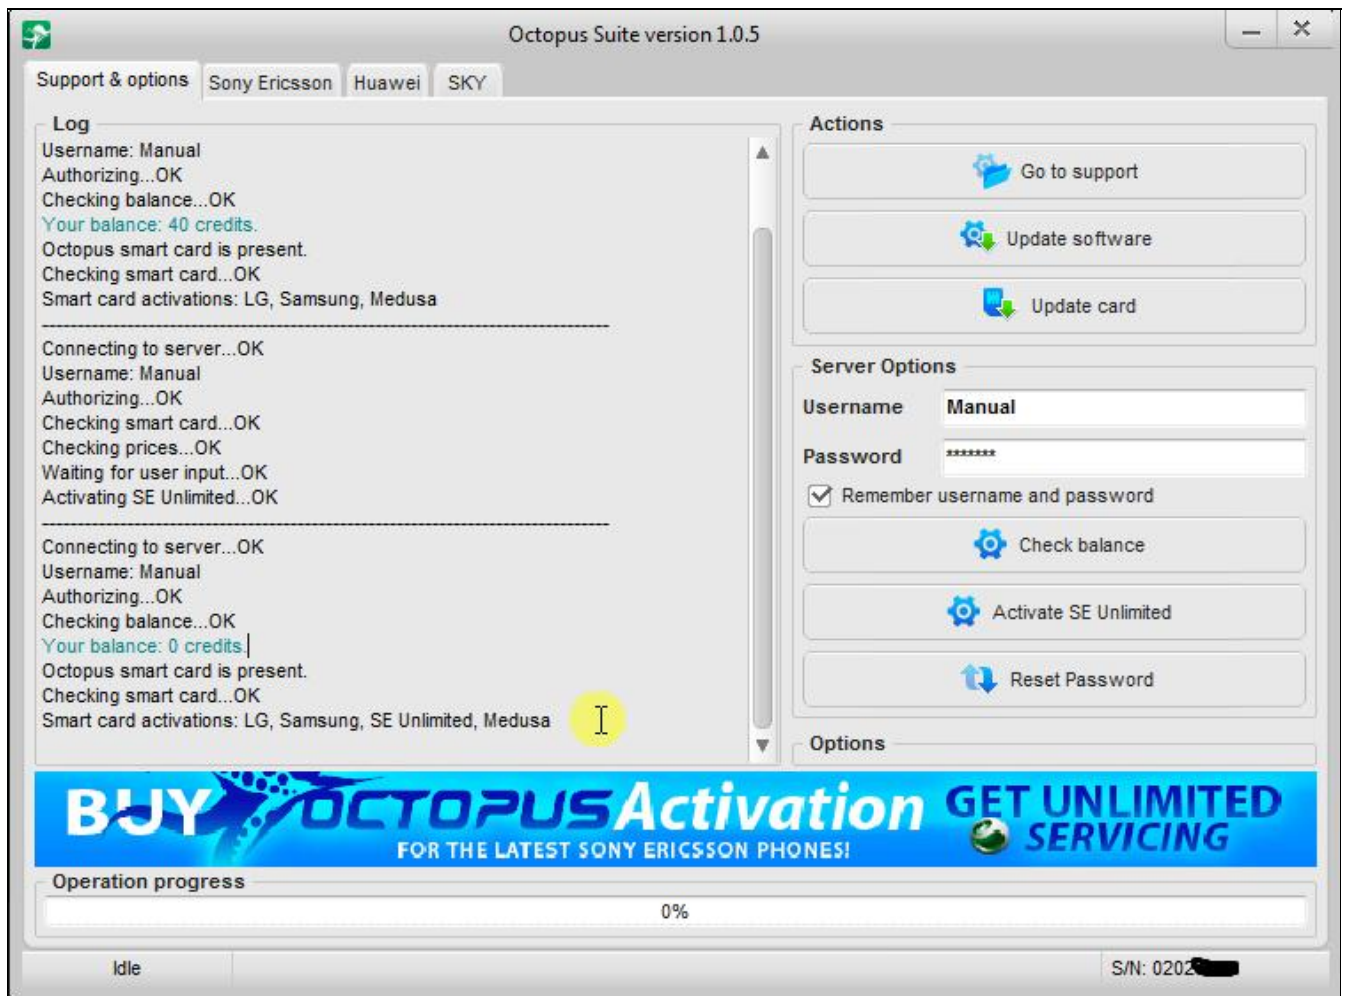 Octopus Suite version 1.0.5
Support & options
Sony Ericsson
Huawei
SKY
Log
Username: Manual
Authorizing...OK
Checking balance...OK
Your balance: 40 credits.
Octopus smart card is present.
Checking smart card...OK
Smart card activations: LG, Samsung, Medusa
Connecting to server...OK
Username: Manual
Authorizing...OK
Checking smart card...OK
Checking prices...OK
Waiting for user input...OK
Activating SE Unlimited...OK
Connecting to server...OK
Username: Manual
Authorizing...OK
Checking balance...OK
Your balance: 0 credits.
Octopus smart card is present.
Checking smart card...OK
Smart card activations: LG, Samsung, SE Unlimited, Medusa
Actions
Go to support
Update software
Update card
Server Options
Username Manual
Password *******
Remember username and password
Check balance
Activate SE Unlimited
Reset Password
Options
BUY OCTOPUS Activation
FOR THE LATEST SONY ERICSSON PHONES!
GET UNLIMITED
SERVICING
Operation progress
0%
Idle
S/N: 0202